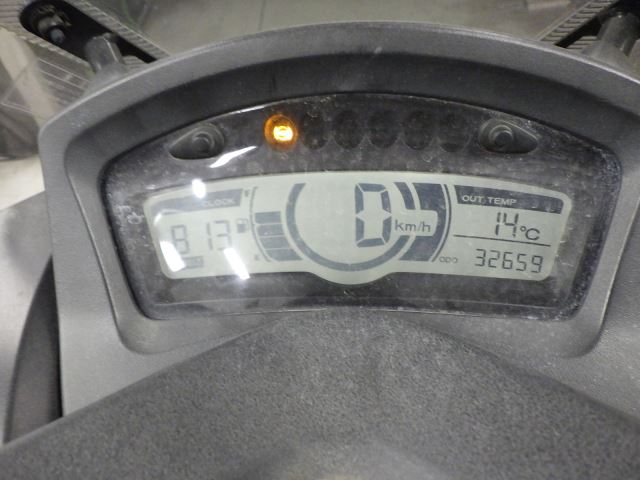 CLOCK
F
OUT TEMP
8:13
0 km/h
14°C
E
ODO 32659